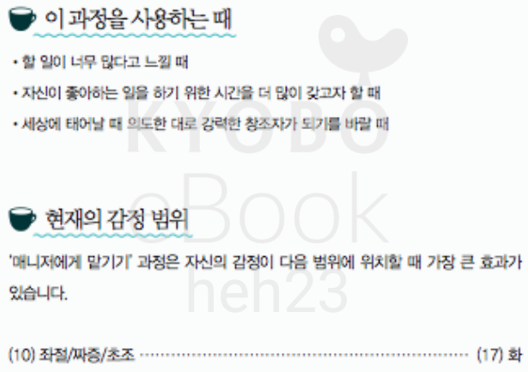 이 과정을 사용하는 때
• 할 일이 너무 많다고 느낄 때
• 자신이 좋아하는 일을 하기 위한 시간을 더 많이 갖고자 할 때
• 세상에 태어날 때 의도한 대로 강력한 창조자가 되기를 바랄 때
KYOBO
eBook
현재의 감정 범위
'매니저에게 맡기기' 과정은 자신의 감정이 다음 범위에 위치할 때 가장 큰 효과가
있습니다.
heh23
(10) 좌절/짜증/초조 ·········································································· (17) 화